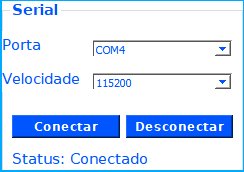 Serial
Porta COM4
Velocidade 115200
Conectar Desconectar
Status: Conectado